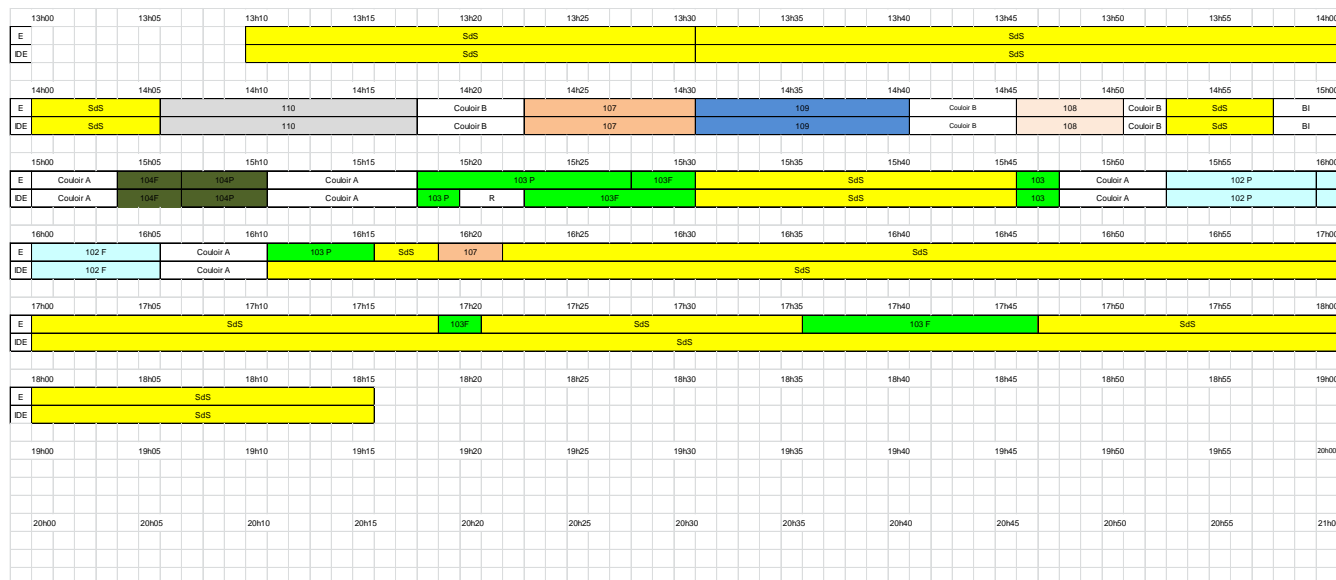 13h00 13h05 13h10 13h15 13h20 13h25 13h30 13h35 13h40 13h45 13h50 13h55 14h00
E SdS SdS
IDE SdS SdS
14h00 14h05 14h10 14h15 14h20 14h25 14h30 14h35 14h40 14h45 14h50 14h55 15h00
E SdS 110 Couloir B 107 109 Couloir B 108 Couloir B SdS BI
IDE SdS 110 Couloir B 107 109 Couloir B 108 Couloir B SdS BI
15h00 15h05 15h10 15h15 15h20 15h25 15h30 15h35 15h40 15h45 15h50 15h55 16h00
E Couloir A 104F 104P Couloir A 103 P 103F SdS 103 Couloir A 102 P
IDE Couloir A 104F 104P Couloir A 103 P R 103F SdS 103 Couloir A 102 P
16h00 16h05 16h10 16h15 16h20 16h25 16h30 16h35 16h40 16h45 16h50 16h55 17h00
E 102 F Couloir A 103 P SdS 107 SdS
IDE 102 F Couloir A SdS
17h00 17h05 17h10 17h15 17h20 17h25 17h30 17h35 17h40 17h45 17h50 17h55 18h00
E SdS 103F SdS 103 F SdS
IDE SdS
18h00 18h05 18h10 18h15 18h20 18h25 18h30 18h35 18h40 18h45 18h50 18h55 19h00
E SdS
IDE SdS
19h00 19h05 19h10 19h15 19h20 19h25 19h30 19h35 19h40 19h45 19h50 19h55 20h00
20h00 20h05 20h10 20h15 20h20 20h25 20h30 20h35 20h40 20h45 20h50 20h55 21h0